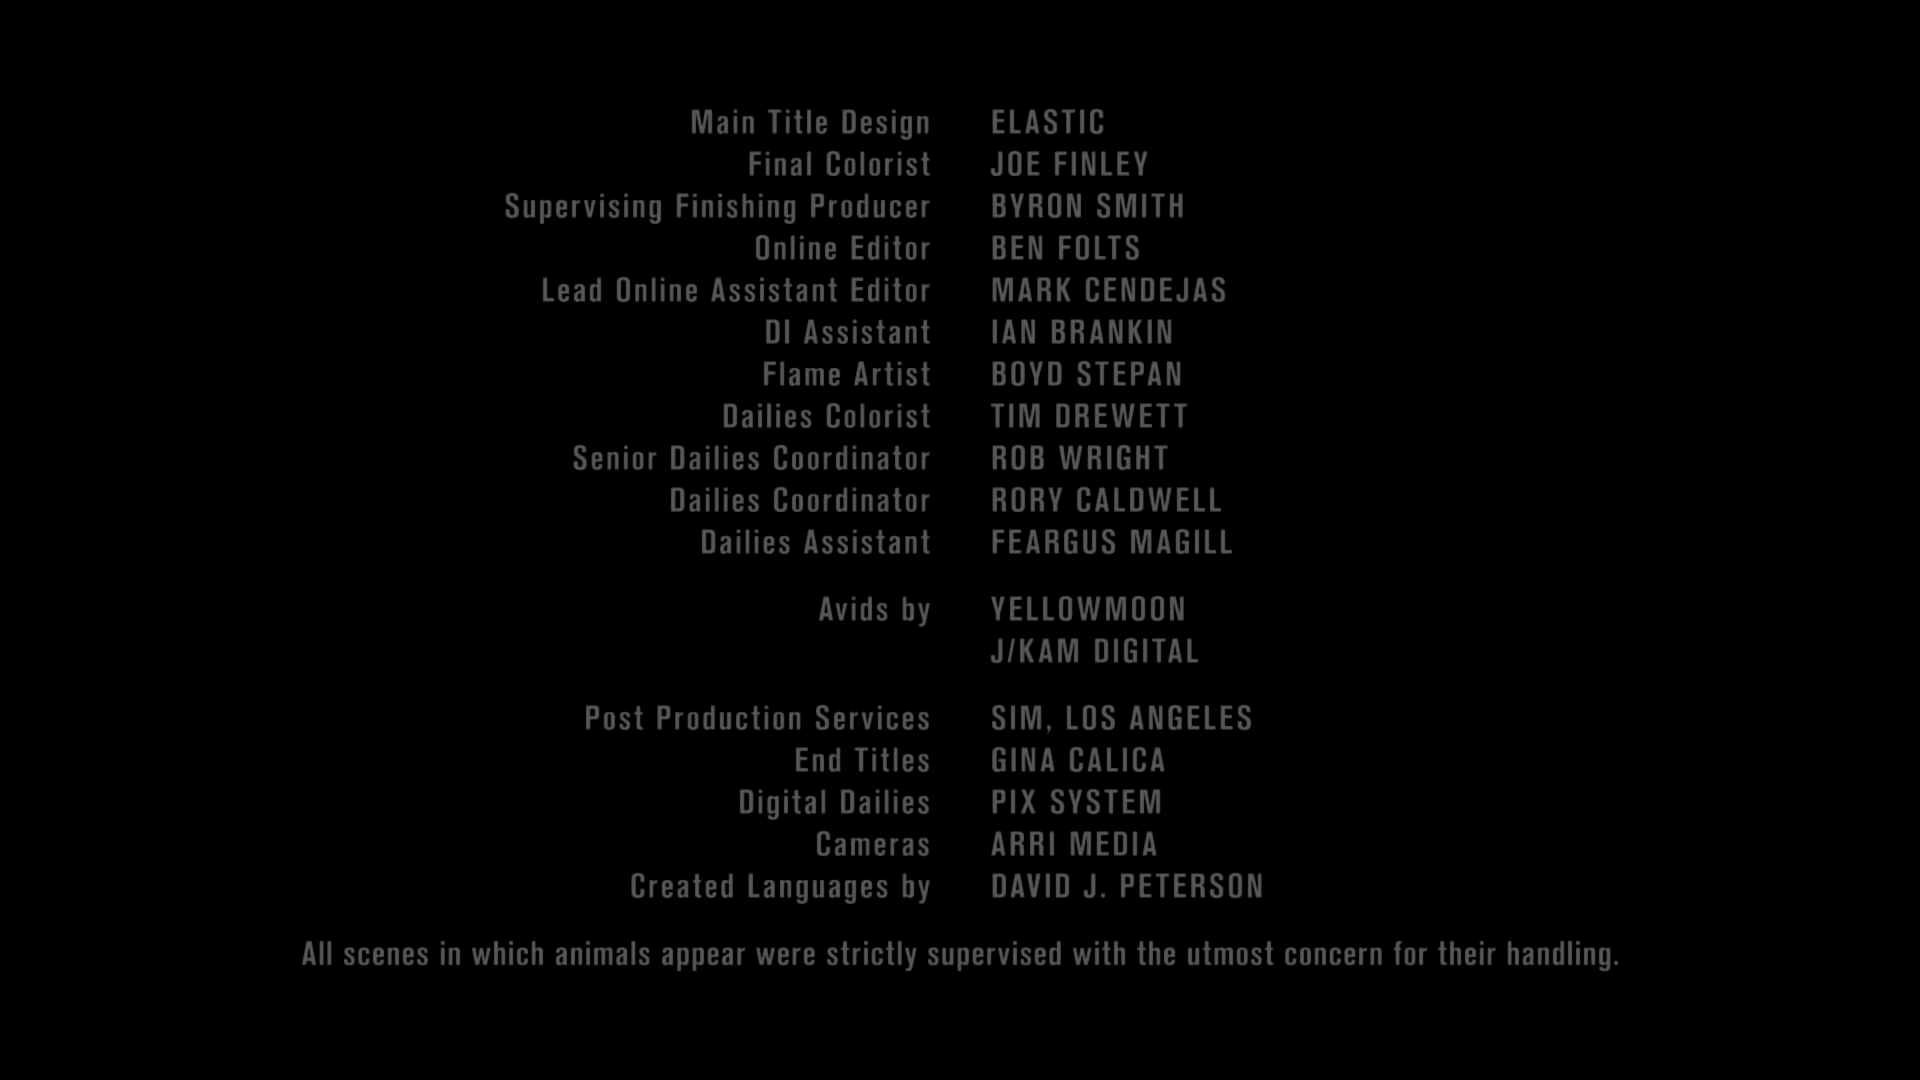 Main Title Design ELASTIC
Final Colorist JOE FINLEY
Supervising Finishing Producer BYRON SMITH
Online Editor BEN FOLTS
Lead Online Assistant Editor MARK CENDEJAS
DI Assistant IAN BRANKIN
Flame Artist BOYD STEPAN
Dailies Colorist TIM DREWETT
Senior Dailies Coordinator ROB WRIGHT
Dailies Coordinator RORY CALDWELL
Dailies Assistant FEARGUS MAGILL
Avids by YELLOWMOON
J/KAM DIGITAL
Post Production Services SIM, LOS ANGELES
End Titles GINA CALICA
Digital Dailies PIX SYSTEM
Cameras ARRI MEDIA
Created Languages by DAVID J. PETERSON
All scenes in which animals appear were strictly supervised with the utmost concern for their handling.